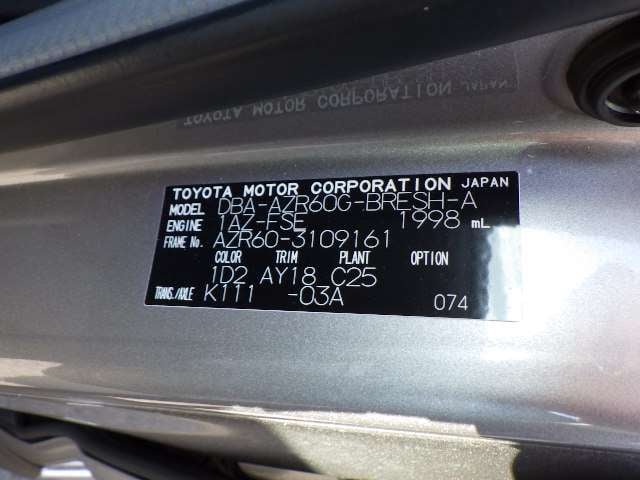 TOYOTA MOTOR CORPORATION JAPAN
TOYOTA MOTOR CORPORATION JAPAN
MODEL DBA-AZR60G-BRESH-A
ENGINE 1AZ-FSE 1998 mL
FRAME No. AZR60-3109161
COLOR TRIM PLANT OPTION
1D2 AY18 C25
TRANS./AXLE K111 -03A 074